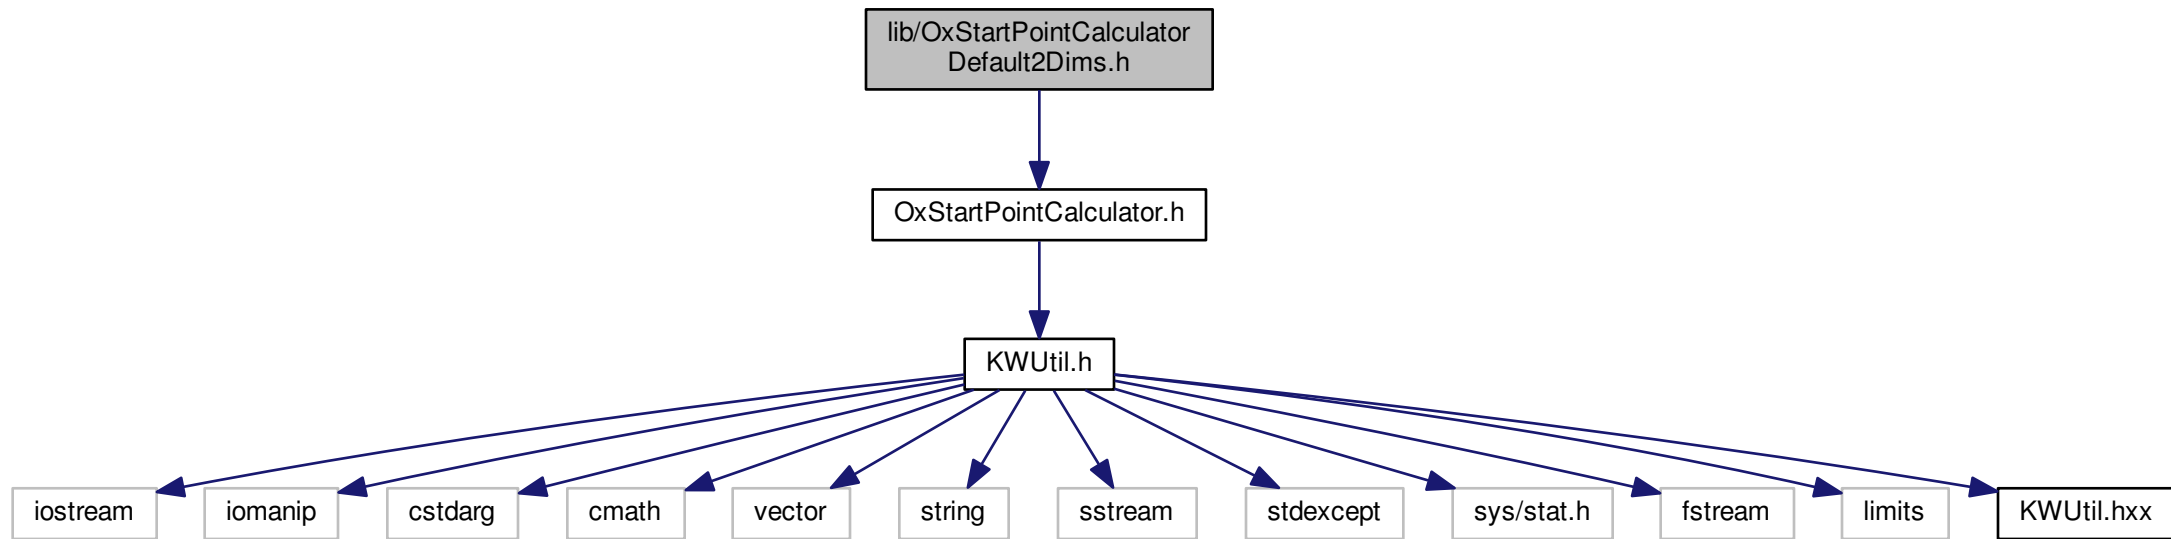 lib/OxStartPointCalculator
Default2Dims.h
OxStartPointCalculator.h
KWUtil.h
iostream
iomanip
cstdarg
cmath
vector
string
sstream
stdexcept
sys/stat.h
fstream
limits
KWUtil.hxx